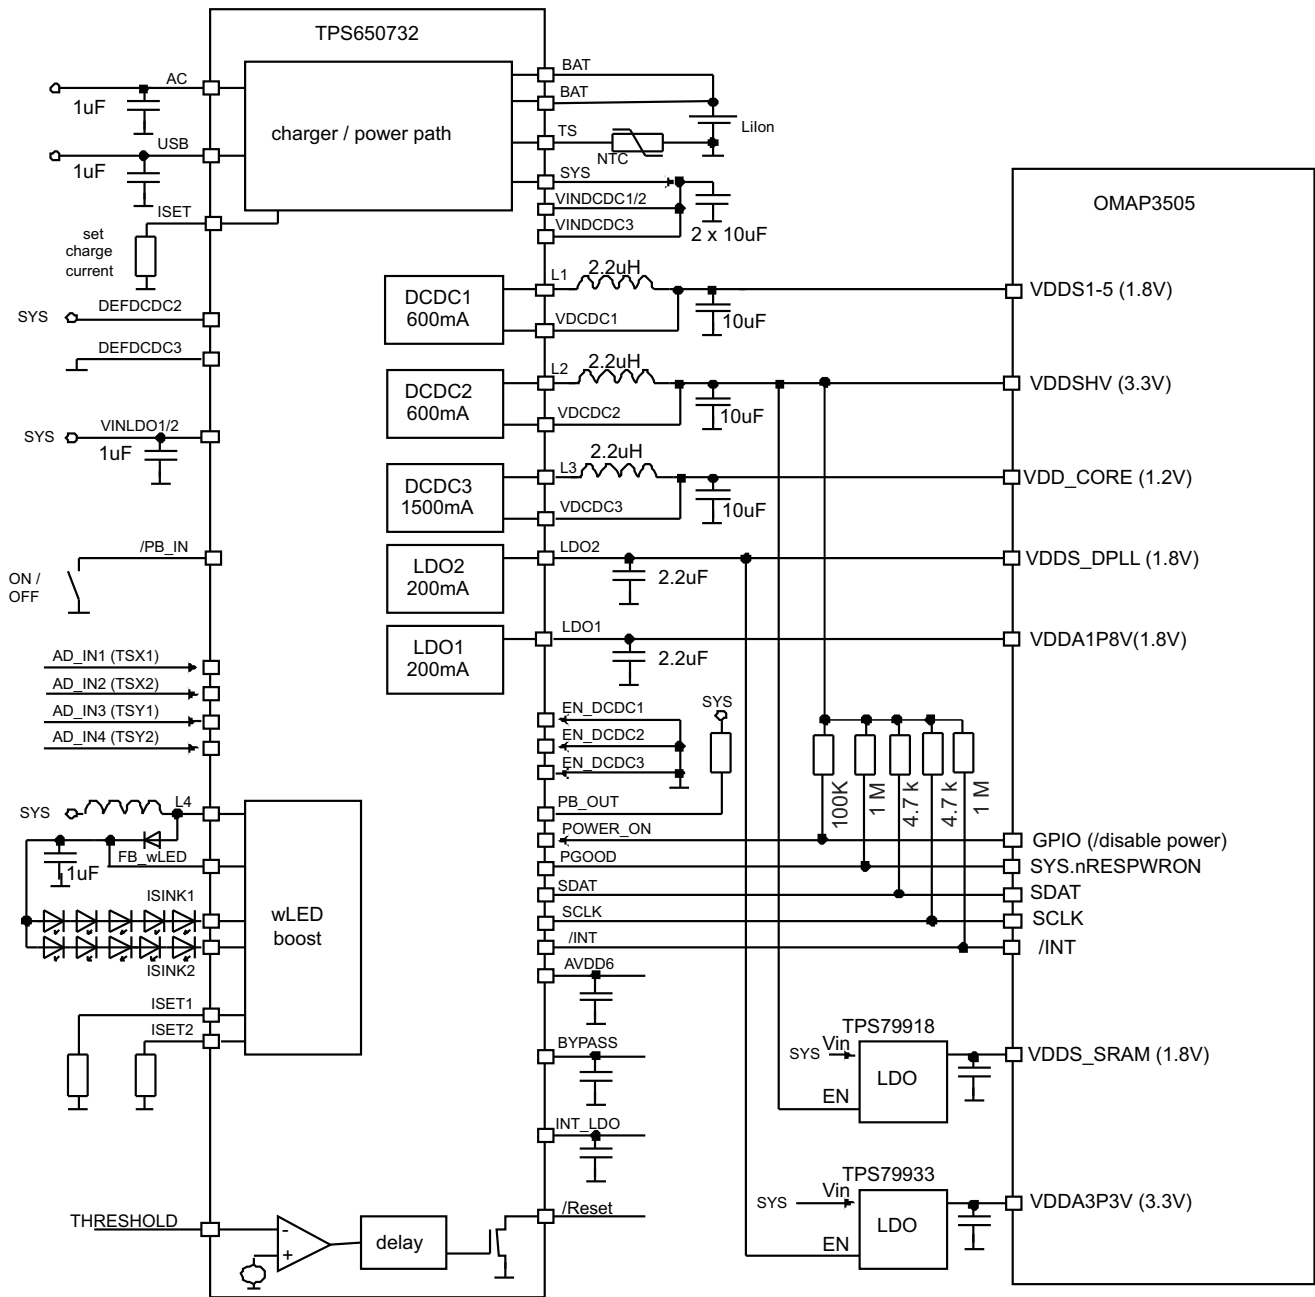 TPS650732
AC
1uF
USB
1uF
ISET
set
charge
current
charger / power path
BAT
BAT
LiIon
TS
NTC
SYS
VINDCDC1/2
VINDCDC3
2 x 10uF
OMAP3505
SYS
DEFDCDC2
DEFDCDC3
SYS
VINLDO1/2
1uF
DCDC1
600mA
L1
2.2uH
VDCDC1
10uF
VDDS1-5 (1.8V)
DCDC2
600mA
L2
2.2uH
VDCDC2
10uF
VDDSHV (3.3V)
DCDC3
1500mA
L3
2.2uH
VDCDC3
10uF
VDD_CORE (1.2V)
/PB_IN
ON /
OFF
LDO2
200mA
LDO2
2.2uF
VDDS_DPLL (1.8V)
LDO1
200mA
LDO1
2.2uF
VDDA1P8V(1.8V)
AD_IN1 (TSX1)
AD_IN2 (TSX2)
AD_IN3 (TSY1)
AD_IN4 (TSY2)
EN_DCDC1
EN_DCDC2
EN_DCDC3
SYS
PB_OUT
100K
1 M
4.7 k
4.7 k
1 M
POWER_ON
GPIO (/disable power)
PGOOD
SYS.nRESPWRON
SDAT
SDAT
SCLK
SCLK
/INT
/INT
SYS
L4
FB_wLED
1uF
ISINK1
ISINK2
wLED
boost
ISET1
ISET2
AVDD6
BYPASS
INT_LDO
TPS79918
SYS
Vin
LDO
EN
VDDS_SRAM (1.8V)
TPS79933
SYS
Vin
LDO
EN
VDDA3P3V (3.3V)
THRESHOLD
-
+
delay
/Reset